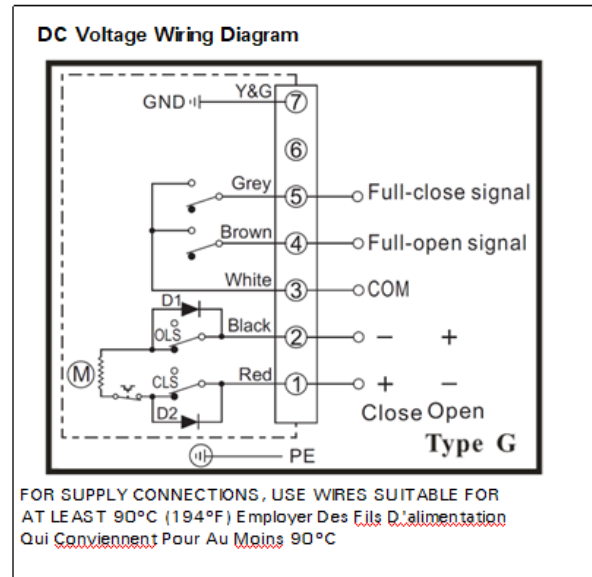 DC Voltage Wiring Diagram
GND Y&G 7
6
Grey 5 Full-close signal
Brown 4 Full-open signal
White 3 COM
D1
OLS Black 2 − +
M CLS Red 1 + −
D2 Close Open
Type G
PE
FOR SUPPLY CONNECTIONS, USE WIRES SUITABLE FOR
AT LEAST 90°C (194°F) Employer Des Fils D'alimentation
Qui Conviennent Pour Au Moins 90°C